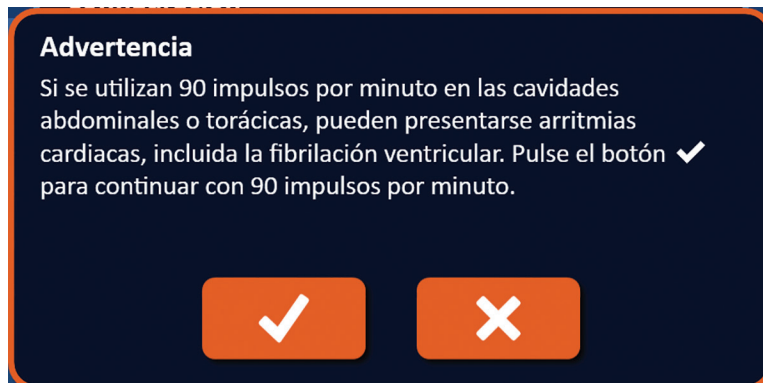 Advertencia
Si se utilizan 90 impulsos por minuto en las cavidades
abdominales o torácicas, pueden presentarse arritmias
cardiacas, incluida la fibrilación ventricular. Pulse el botón ✔
para continuar con 90 impulsos por minuto.